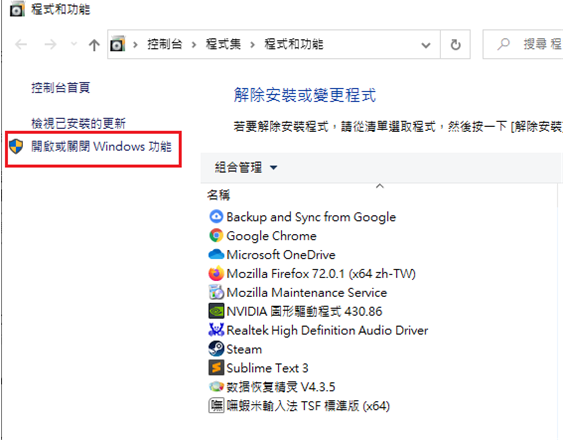 程式和功能
控制台 › 程式集 › 程式和功能
搜尋 程
控制台首頁
檢視已安裝的更新
開啟或關閉 Windows 功能
解除安裝或變更程式
若要解除安裝程式，請從清單選取程式，然後按一下 [解除安裝
組合管理
名稱
Backup and Sync from Google
Google Chrome
Microsoft OneDrive
Mozilla Firefox 72.0.1 (x64 zh-TW)
Mozilla Maintenance Service
NVIDIA 圖形驅動程式 430.86
Realtek High Definition Audio Driver
Steam
Sublime Text 3
数据恢复精灵 V4.3.5
嘸蝦米輸入法 TSF 標準版 (x64)